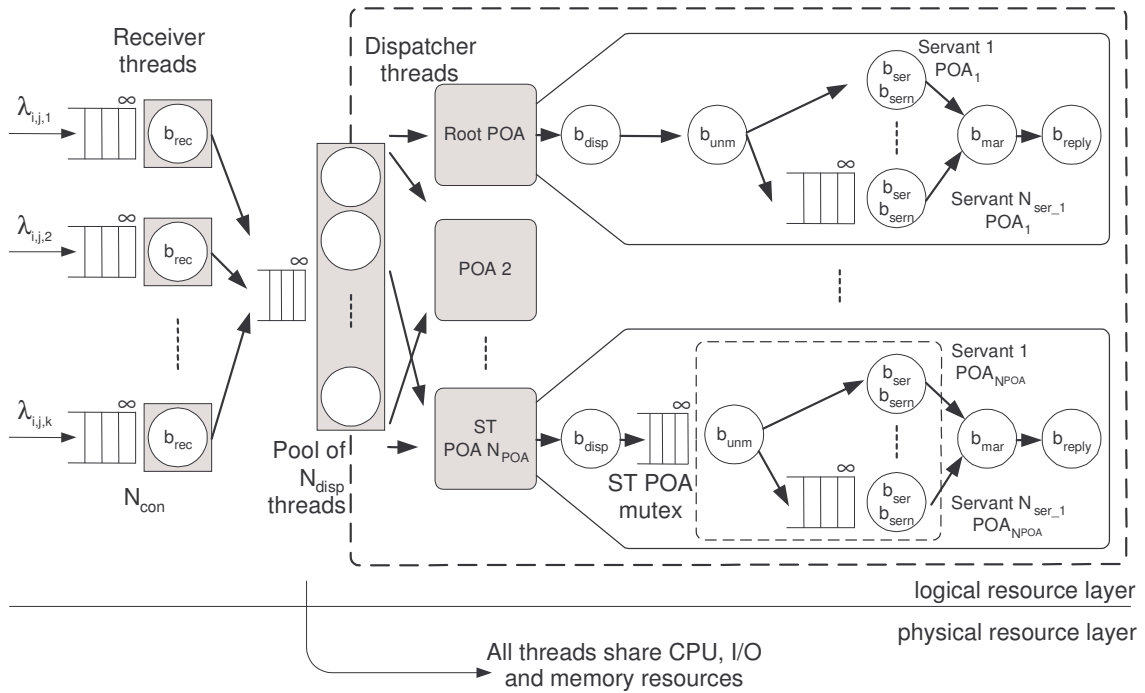 Receiver
threads
λi,j,1
∞
brec
λi,j,2
∞
brec
λi,j,k
∞
brec
Ncon
∞
Pool of
Ndisp
threads
Dispatcher
threads
Root POA
POA 2
ST
POA NPOA
bdisp
bunm
∞
bser
bsern
Servant 1
POA1
bser
bsern
Servant Nser_1
POA1
bmar
breply
bdisp
∞
ST POA
mutex
bunm
∞
bser
bsern
Servant 1
POANPOA
bser
bsern
Servant Nser_1
POANPOA
bmar
breply
logical resource layer
physical resource layer
All threads share CPU, I/O
and memory resources